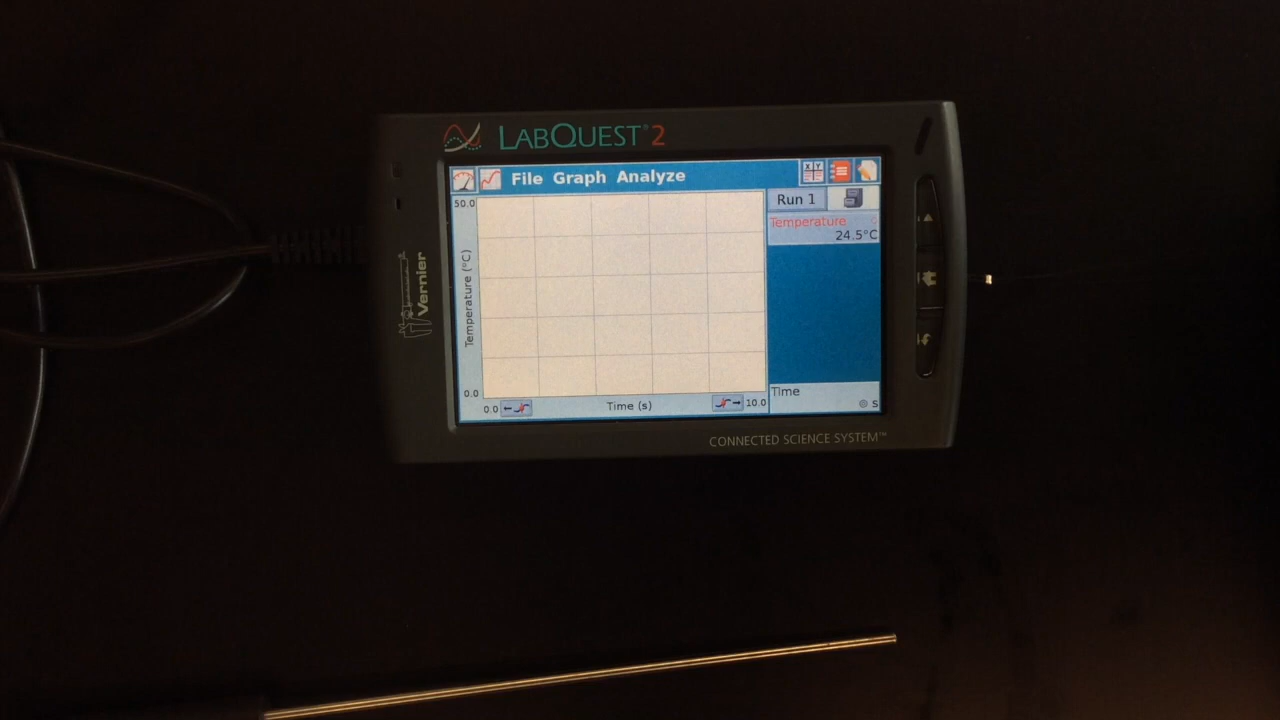 LABQUEST® 2
File Graph Analyze
X Y
50.0
Run 1
Temperature
24.5°C
Temperature (°C)
Vernier
0.0
Time
0.0
Time (s)
10.0
s
CONNECTED SCIENCE SYSTEM™